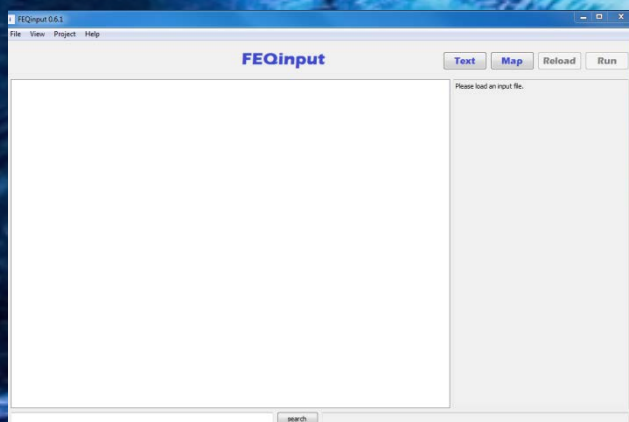 FEQinput 0.6.1
File View Project Help
FEQinput
Text Map Reload Run
Please load an input file.
search